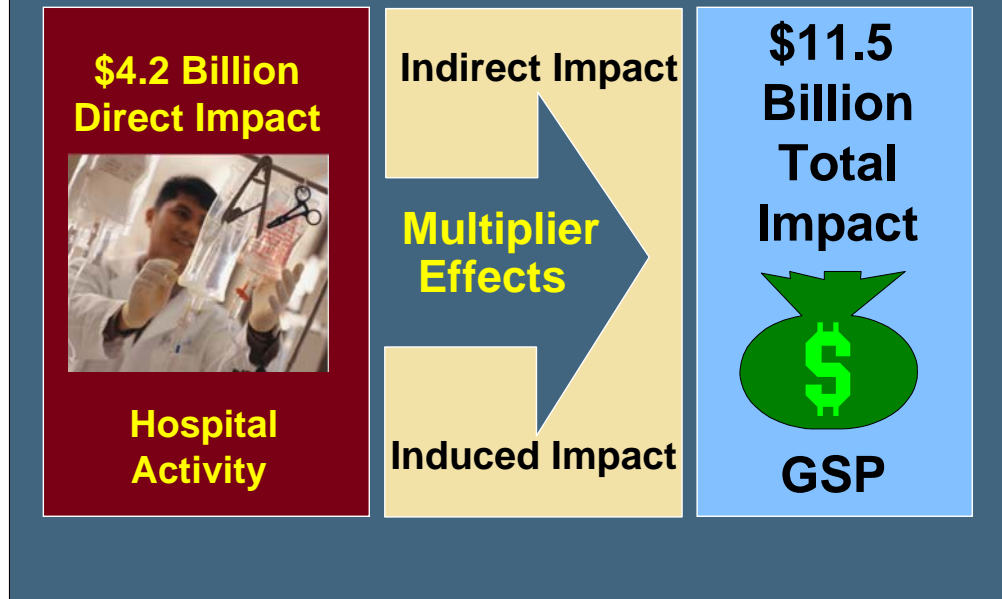 $4.2 Billion
Direct Impact
Hospital
Activity
Indirect Impact
Multiplier
Effects
Induced Impact
$11.5
Billion
Total
Impact
$
GSP